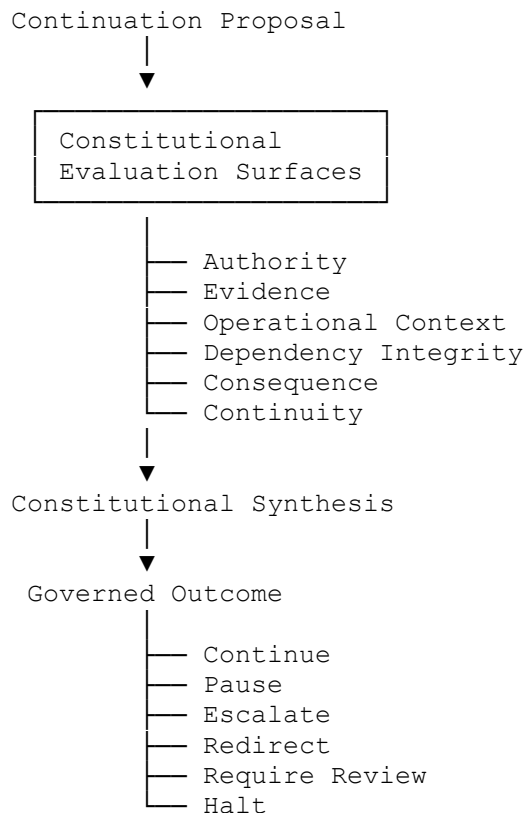 Continuation Proposal
Constitutional
Evaluation Surfaces
Authority
Evidence
Operational Context
Dependency Integrity
Consequence
Continuity
Constitutional Synthesis
Governed Outcome
Continue
Pause
Escalate
Redirect
Require Review
Halt